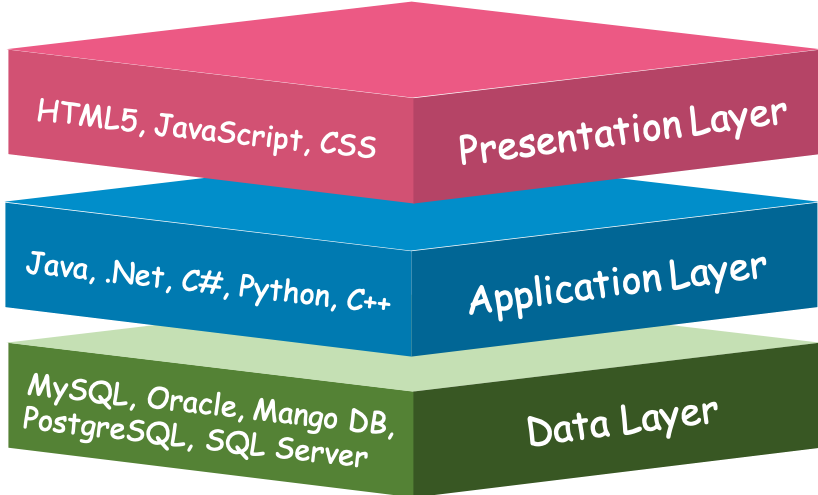 HTML5, JavaScript, CSS
Presentation Layer
Java, .Net, C#, Python, C++
Application Layer
MySQL, Oracle, Mango DB,
PostgreSQL, SQL Server
Data Layer